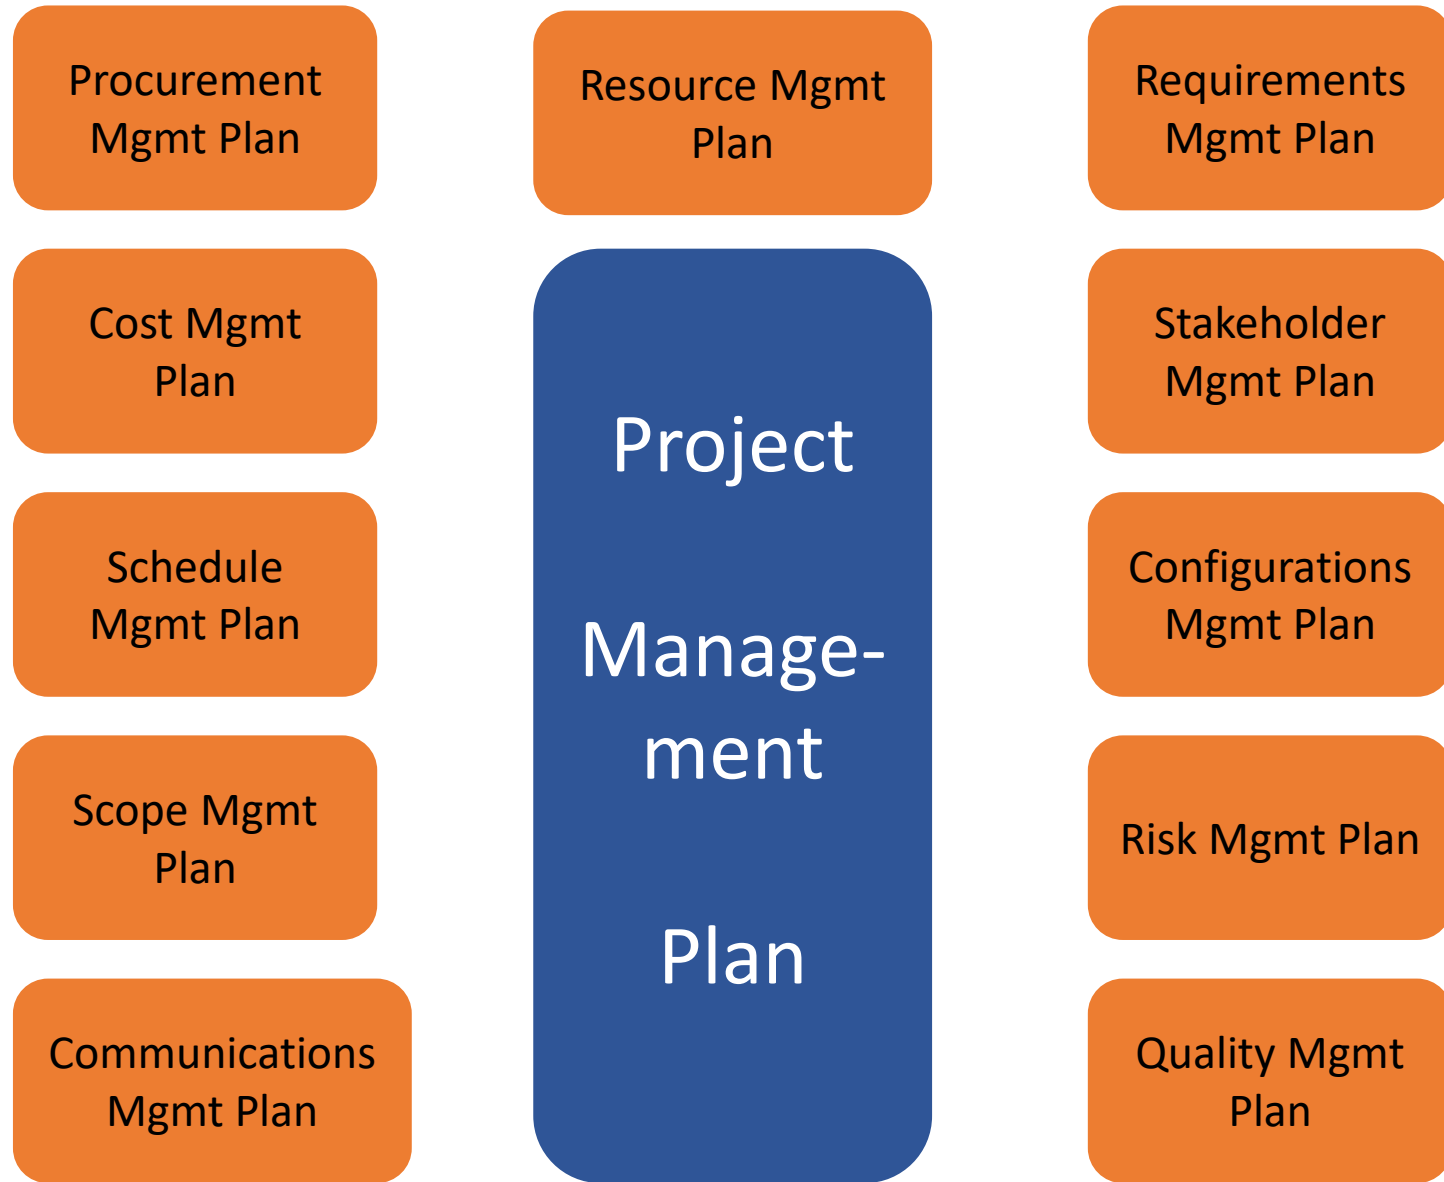 Procurement
Mgmt Plan
Resource Mgmt
Plan
Requirements
Mgmt Plan
Cost Mgmt
Plan
Stakeholder
Mgmt Plan
Schedule
Mgmt Plan
Configurations
Mgmt Plan
Scope Mgmt
Plan
Risk Mgmt Plan
Communications
Mgmt Plan
Quality Mgmt
Plan
Project
Manage-
ment
Plan